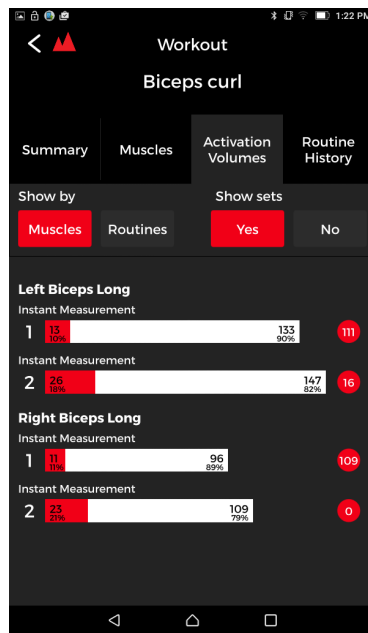 1:22 PM
Workout
Biceps curl
Summary
Muscles
Activation
Volumes
Routine
History
Show by
Show sets
Muscles
Routines
Yes
No
Left Biceps Long
Instant Measurement
1 13 133 111
10% 90%
Instant Measurement
2 26 147 16
18% 82%
Right Biceps Long
Instant Measurement
1 11 96 109
11% 89%
Instant Measurement
2 23 109 0
21% 79%